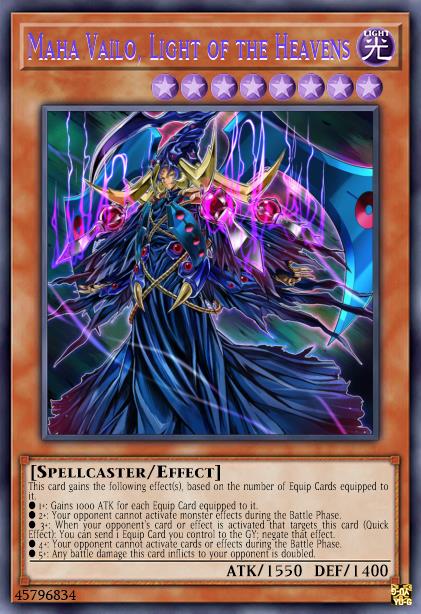 Maha Vailo, Light of the Heavens
LIGHT
光
[Spellcaster/Effect]
This card gains the following effect(s), based on the number of Equip Cards equipped to
it.
● 1+: Gains 1000 ATK for each Equip Card equipped to it.
● 2+: Your opponent cannot activate monster effects during the Battle Phase.
● 3+: When your opponent's card or effect is activated that targets this card (Quick
Effect): You can send 1 Equip Card you control to the GY; negate that effect.
● 4+: Your opponent cannot activate cards or effects during the Battle Phase.
● 5+: Any battle damage this card inflicts to your opponent is doubled.
ATK/1550 DEF/1400
45796834